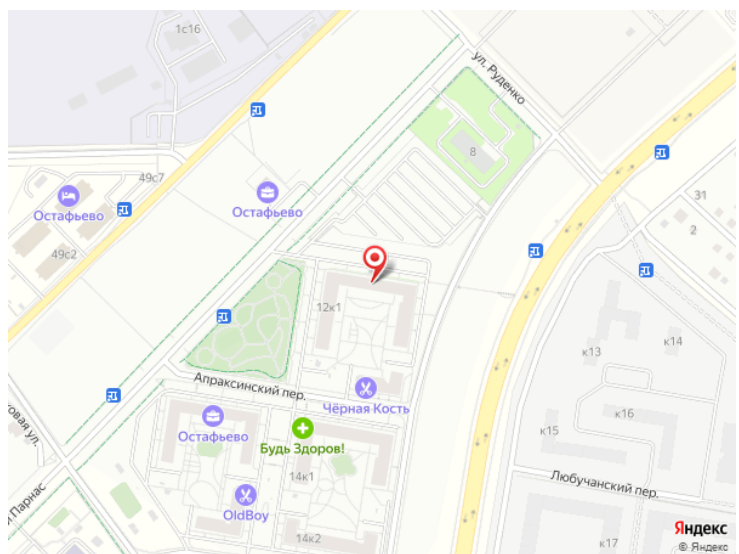 1с16
ул. Руденко
8
49с7
Остафьево
Остафьево
31
2
49с2
12к1
к14
к13
Апраксинский пер.
Чёрная Кость
к16
Остафьево
Будь Здоров!
к15
овая ул.
14к1
Любучанский пер.
й Парнас
OldBoy
14к2
к17
Яндекс
© Яндекс